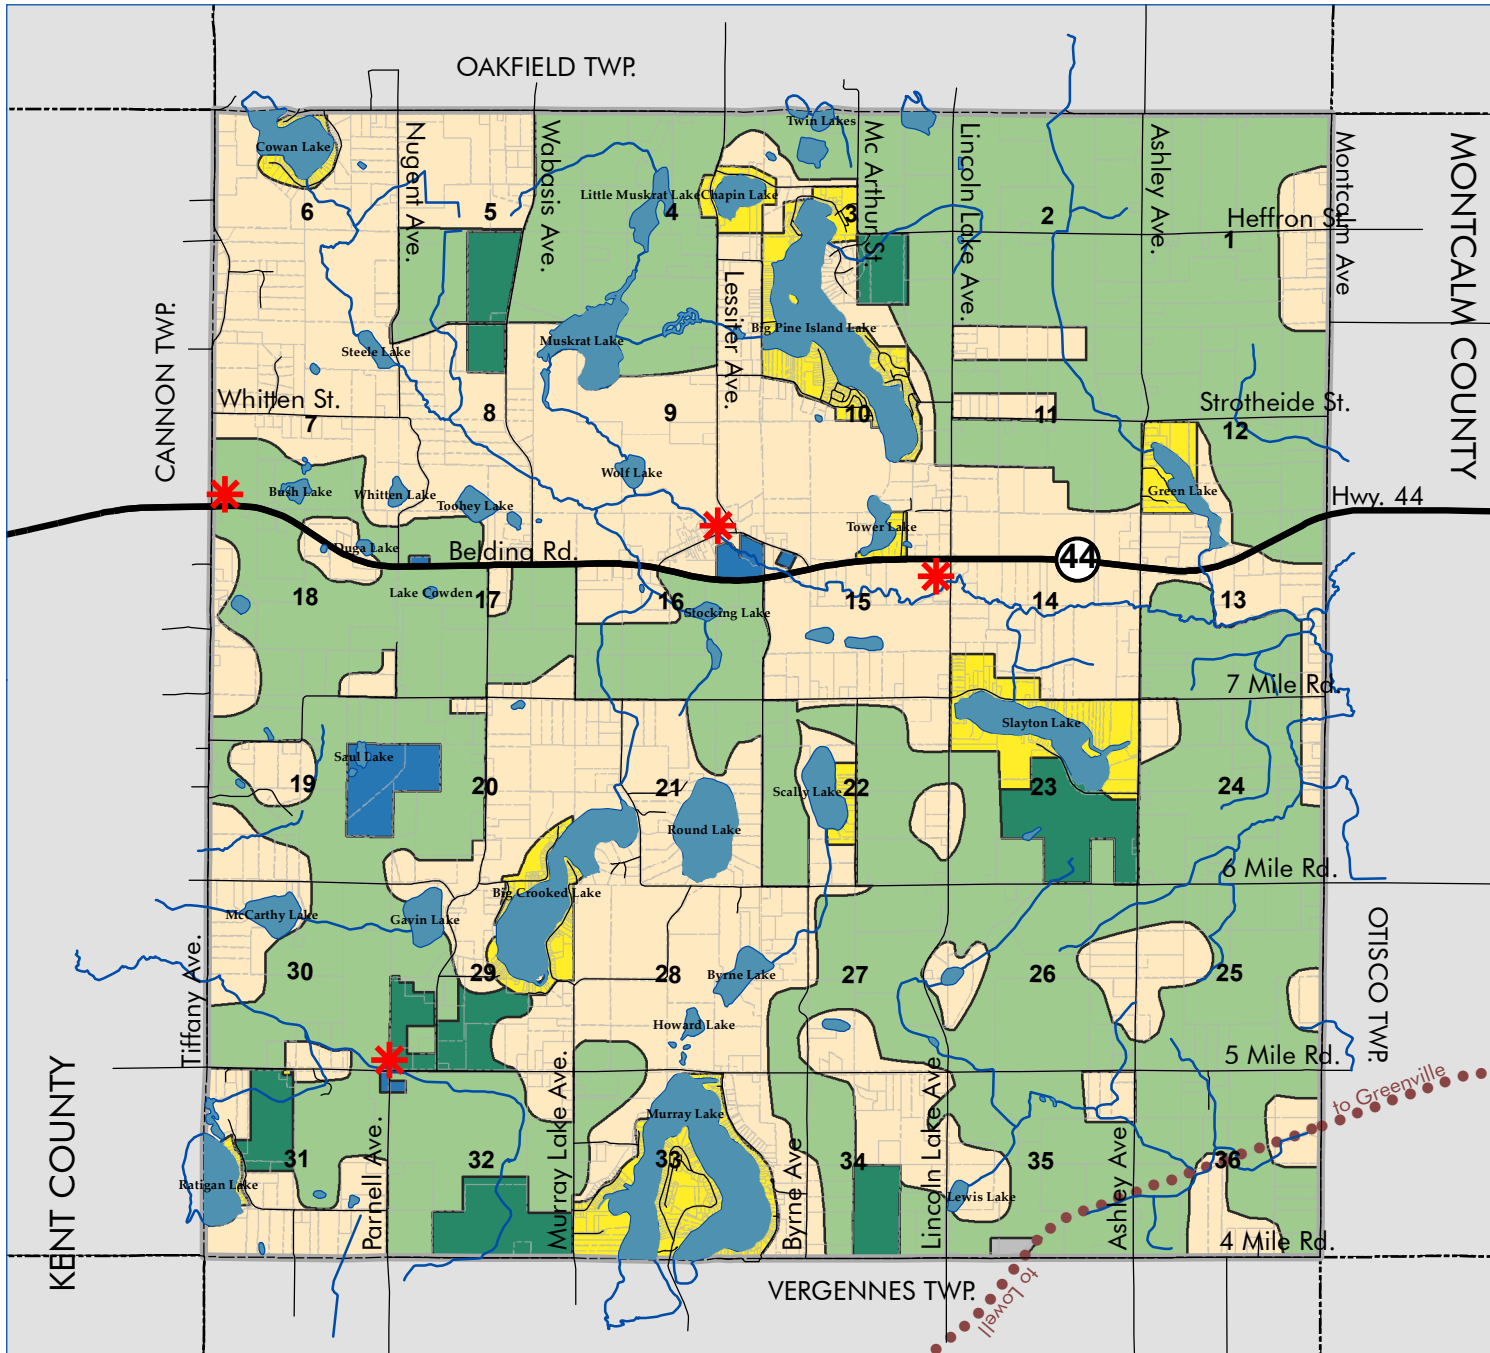 OAKFIELD TWP.
Twin Lakes
Cowan Lake
Nugent Ave.
Wabasis Ave.
Mc Arthur St.
Lincoln Lake Ave.
Ashley Ave.
Montcalm Ave
MONTCALM COUNTY
Little Muskrat Lake
Chapin Lake
6
5
4
3
2
Heffron St.
1
Lessiter Ave.
CANNON TWP.
Big Pine Island Lake
Muskrat Lake
Steele Lake
Whitten St.
Strotheide St.
7
8
9
10
11
12
Wolf Lake
Bush Lake
Whitten Lake
Toohey Lake
Green Lake
Hwy. 44
Tower Lake
Duga Lake
Belding Rd.
44
Lake Cowden
18
17
16
15
14
13
Stocking Lake
7 Mile Rd.
Slayton Lake
Saul Lake
19
20
21
Scally Lake
22
23
24
Round Lake
6 Mile Rd.
Big Crooked Lake
McCarthy Lake
Gavin Lake
OTISCO TWP.
Tiffany Ave.
30
29
28
Byrne Lake
27
26
25
Howard Lake
5 Mile Rd.
KENT COUNTY
to Greenville
Murray Lake
Murray Lake Ave.
Parnell Ave.
Byrne Ave
Lincoln Lake Ave
Ashley Ave
31
32
33
34
35
36
Ratigan Lake
Lewis Lake
4 Mile Rd.
VERGENNES TWP.
to Lowell